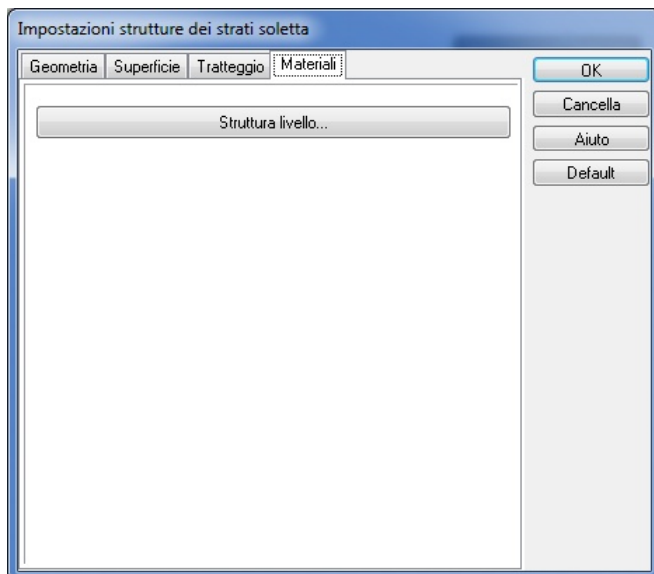 Impostazioni strutture dei strati soletta
Geometria Superficie Tratteggio Materiali
Struttura livello...
OK
Cancella
Aiuto
Default